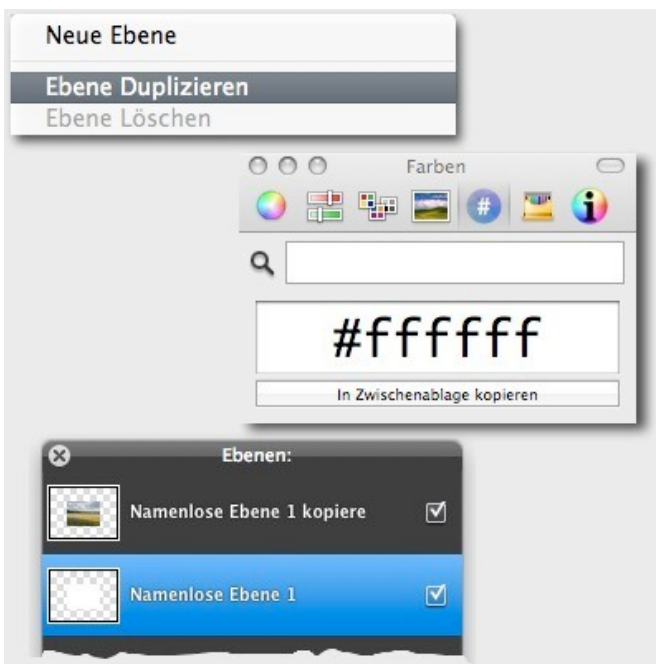 Neue Ebene
Ebene Duplizieren
Ebene Löschen
Farben
#
#ffffff
In Zwischenablage kopieren
Ebenen:
Namenlose Ebene 1 kopiere
Namenlose Ebene 1